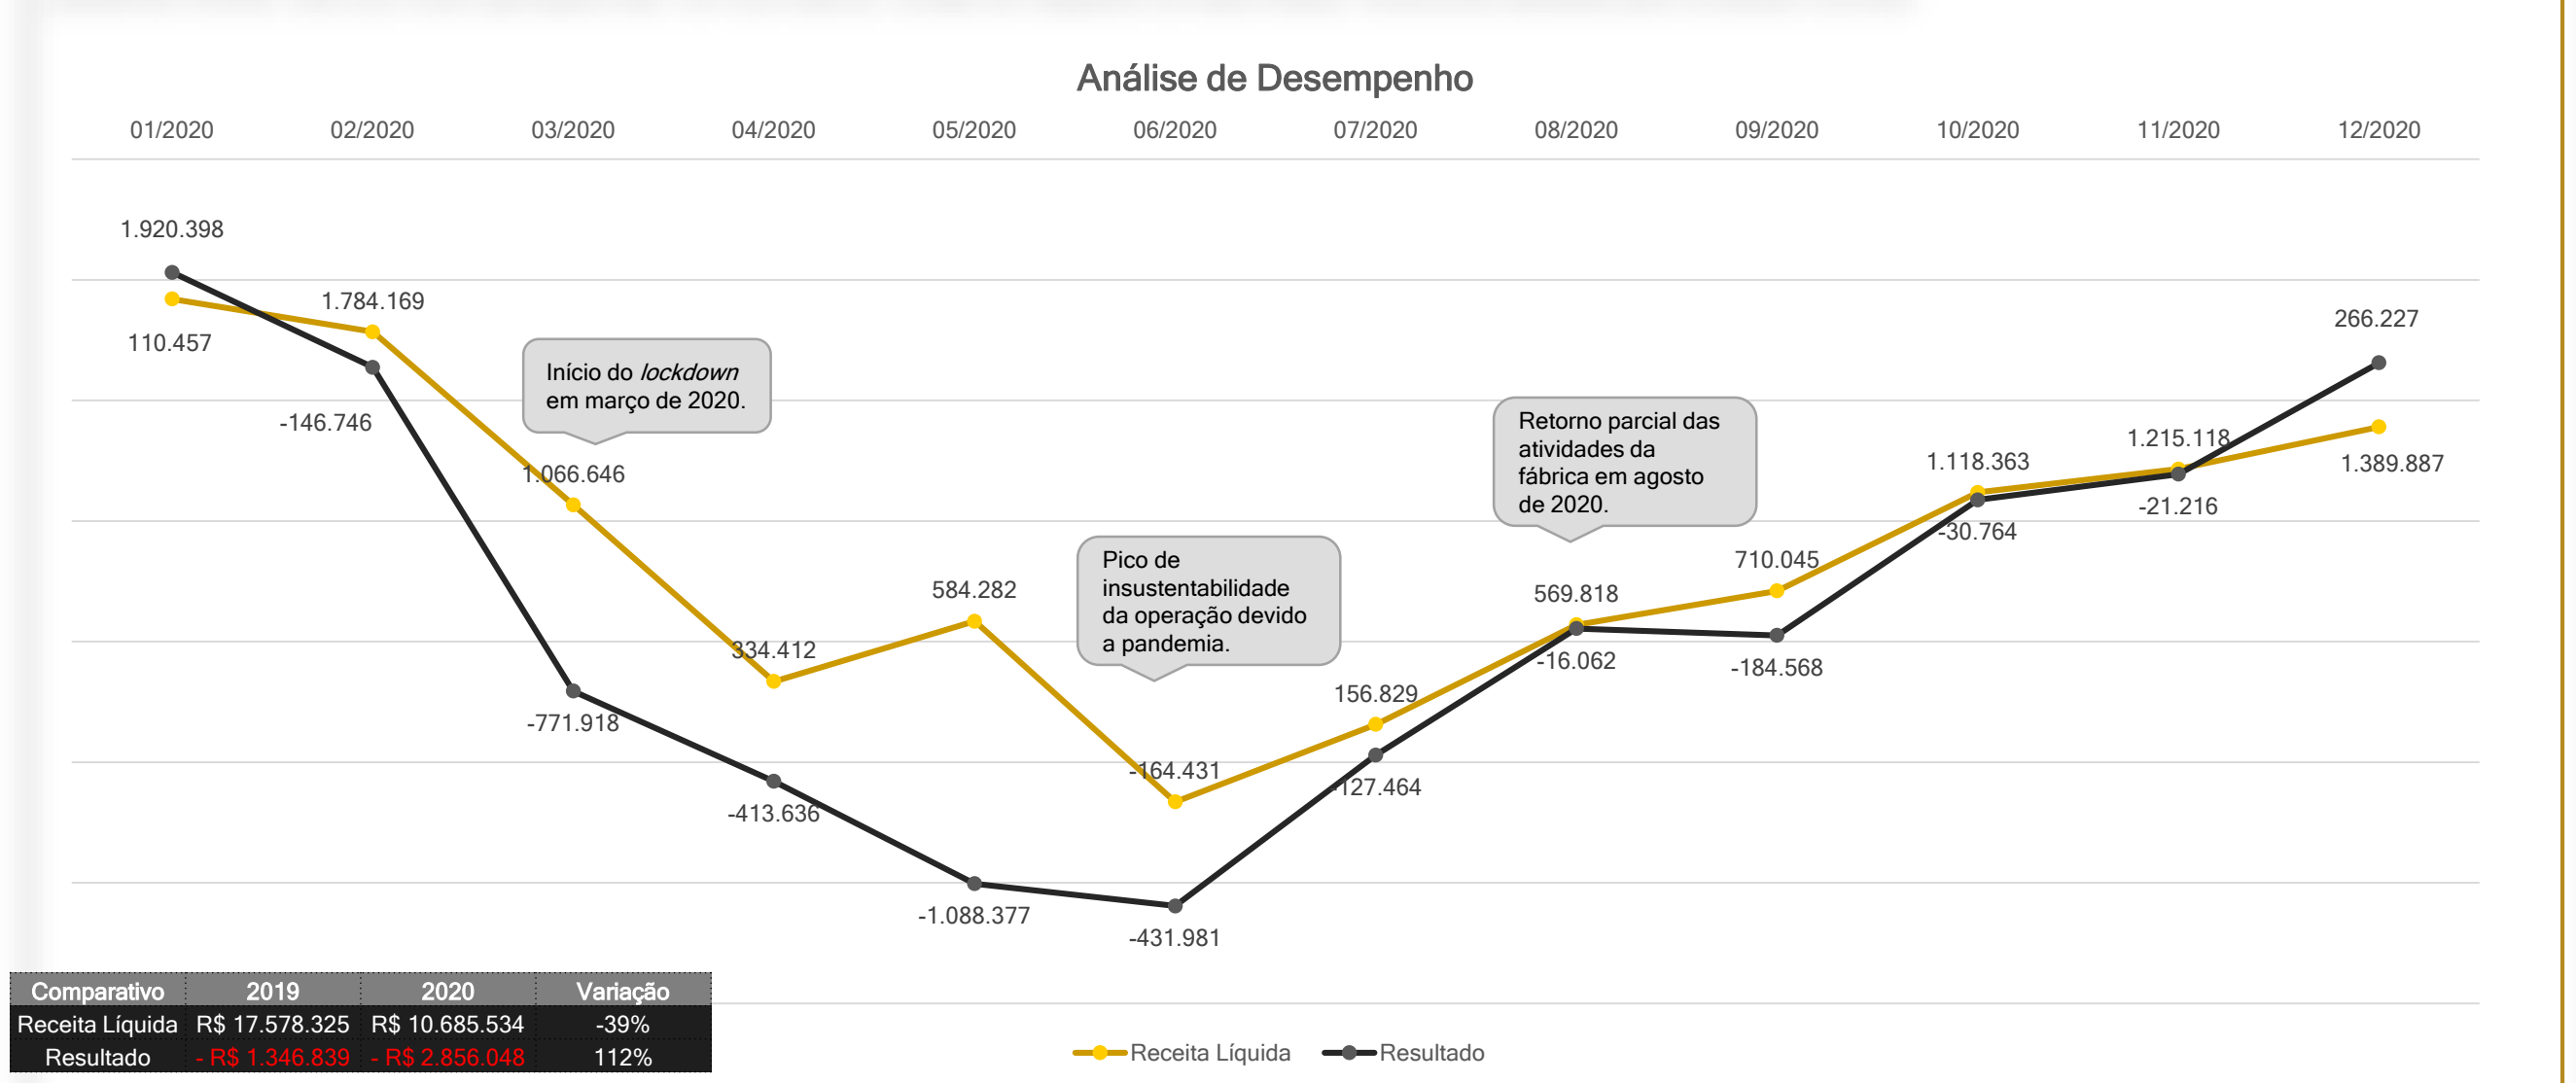 Análise de Desempenho
01/2020 02/2020 03/2020 04/2020 05/2020 06/2020 07/2020 08/2020 09/2020 10/2020 11/2020 12/2020
1.920.398
110.457
1.784.169
-146.746
Início do lockdown
em março de 2020.
1.066.646
-771.918
334.412
-413.636
584.282
-1.088.377
Pico de
insustentabilidade
da operação devido
a pandemia.
-164.431
-431.981
156.829
-127.464
Retorno parcial das
atividades da
fábrica em agosto
de 2020.
569.818
-16.062
710.045
-184.568
1.118.363
-30.764
1.215.118
-21.216
266.227
1.389.887
Comparativo 2019 2020 Variação
Receita Líquida R$ 17.578.325 R$ 10.685.534 -39%
Resultado - R$ 1.346.839 - R$ 2.856.048 112%
Receita Líquida Resultado